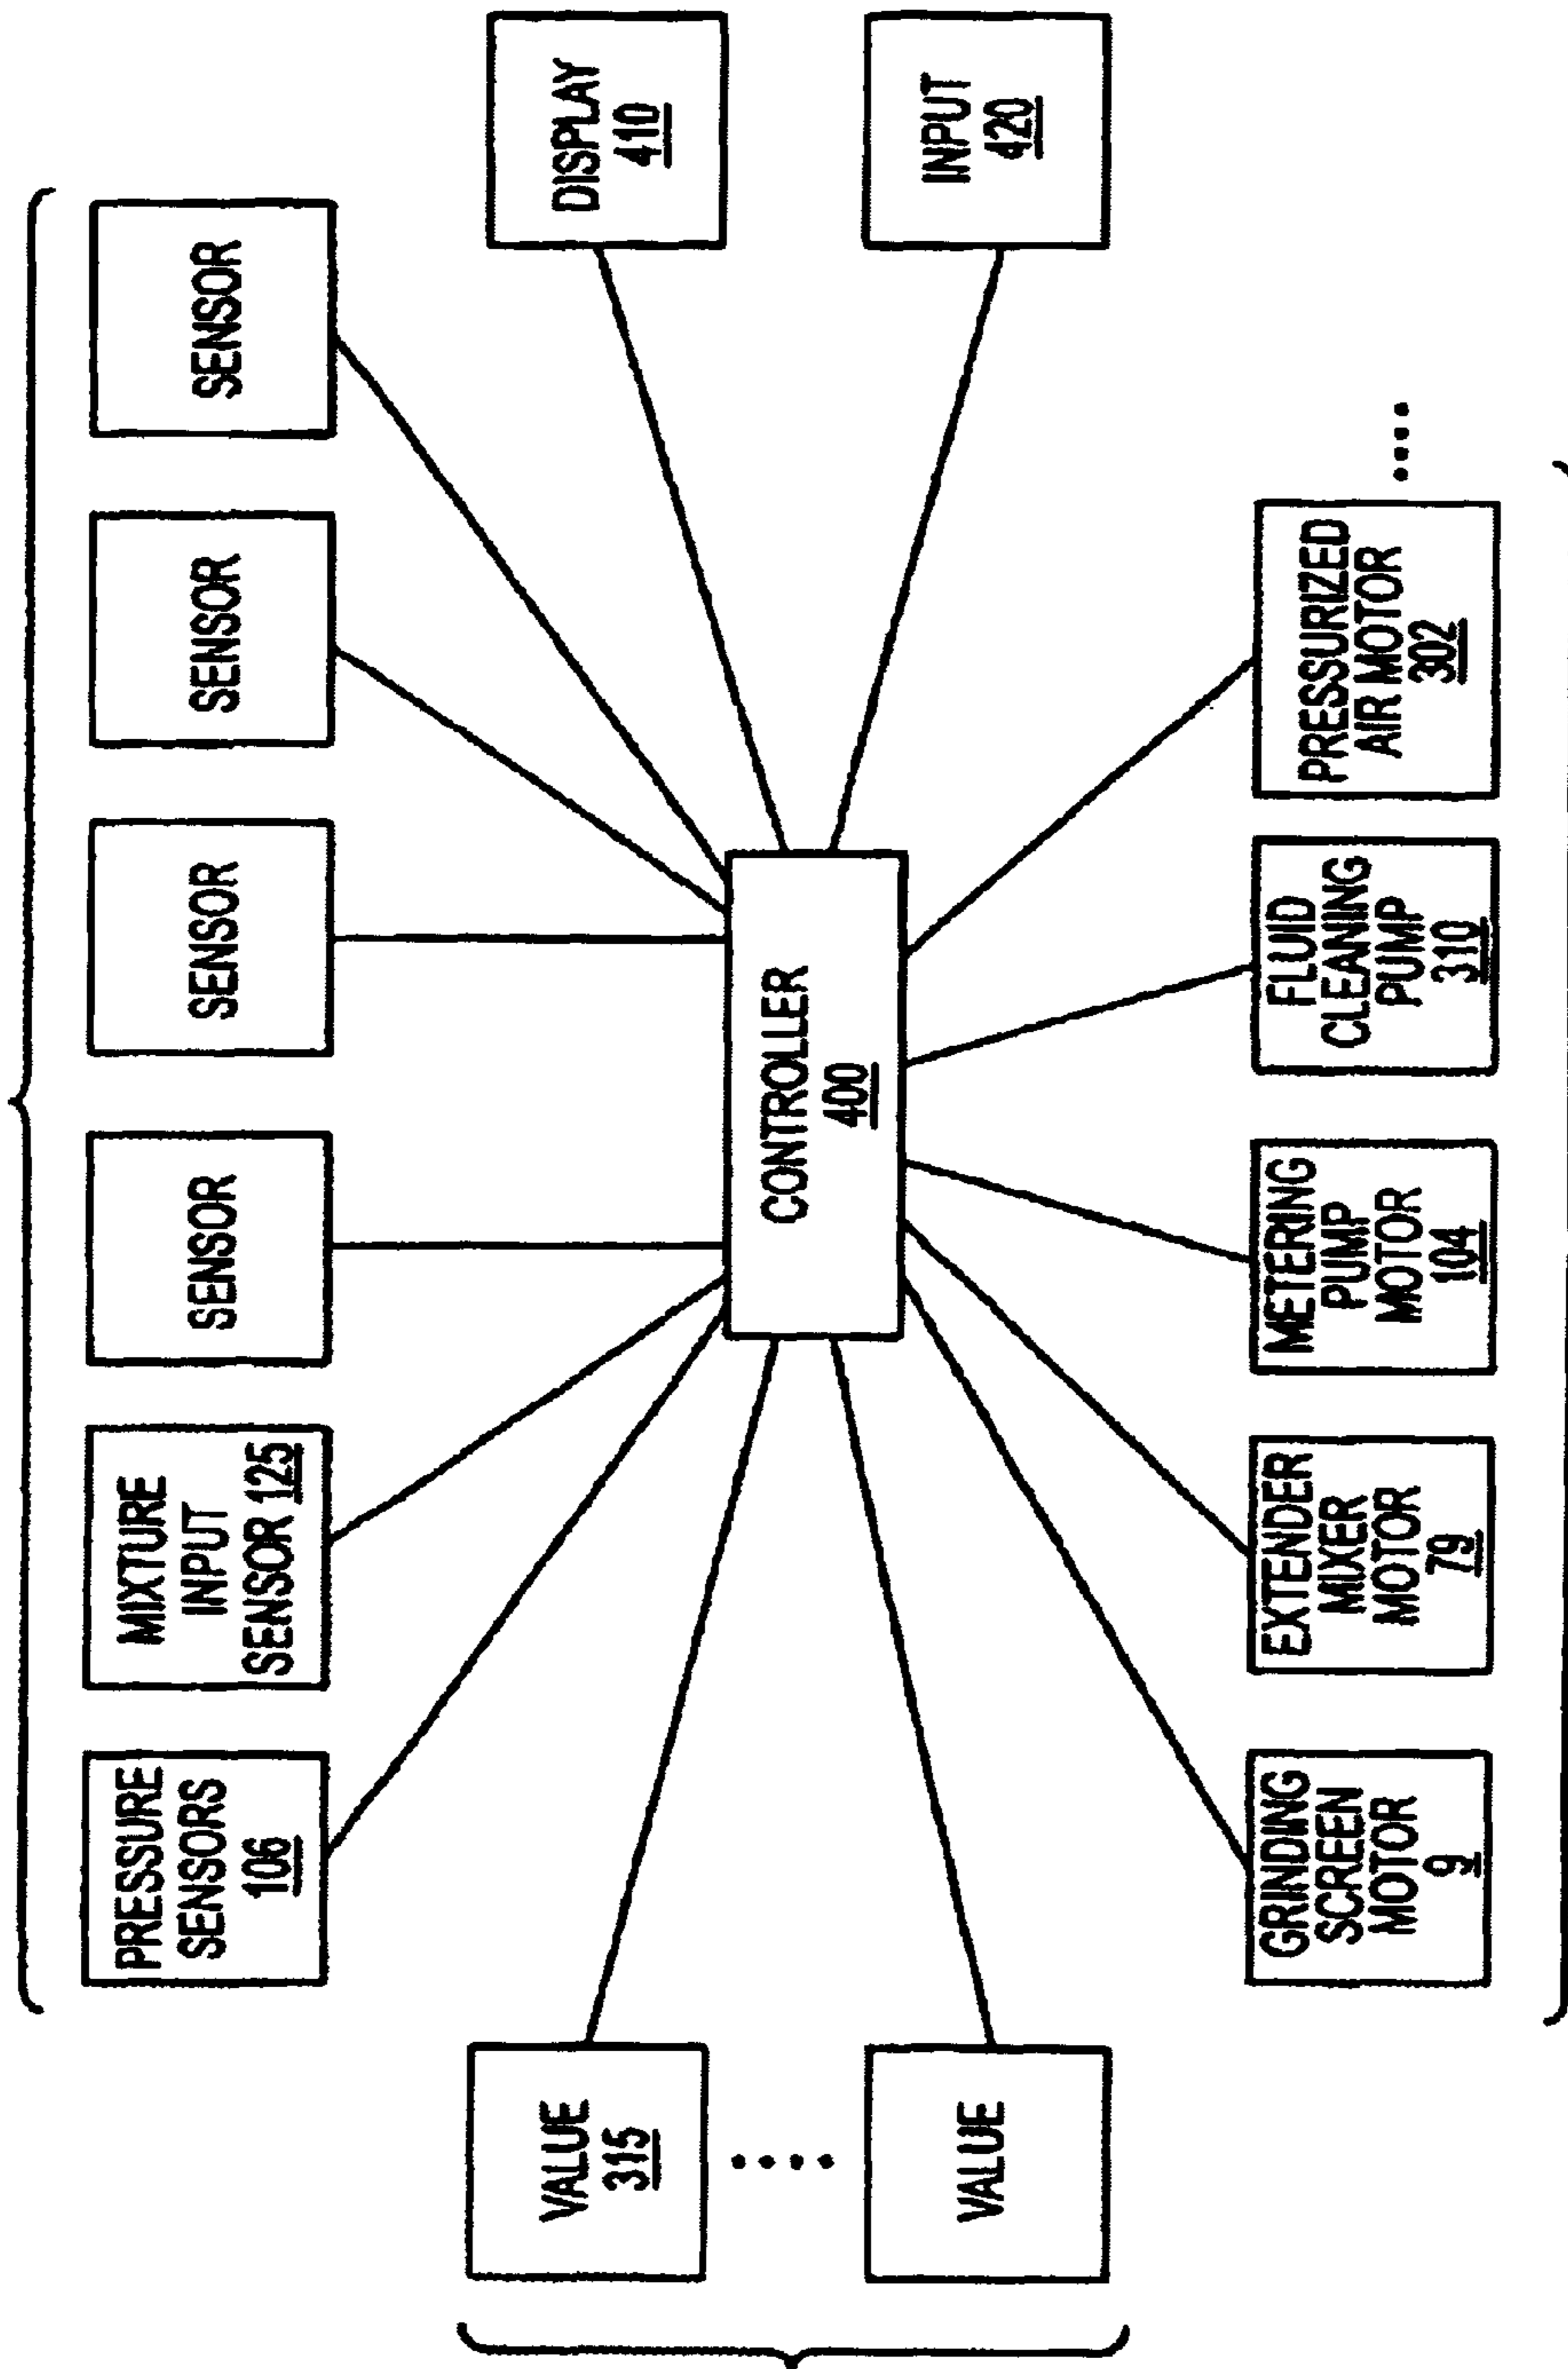 PRESSURE
SENSORS
106
MIXTURE
INPUT
SENSOR 125
SENSOR
SENSOR
SENSOR
SENSOR
VALUE
315
VALUE
CONTROLLER
400
DISPLAY
410
INPUT
420
GRINDING
SCREEN
MOTOR
9
EXTENDER
MIXER
MOTOR
79
METERING
PUMP
MOTOR
104
FLUID
CLEANING
PUMP
310
PRESSURIZED
AIR MOTOR
302